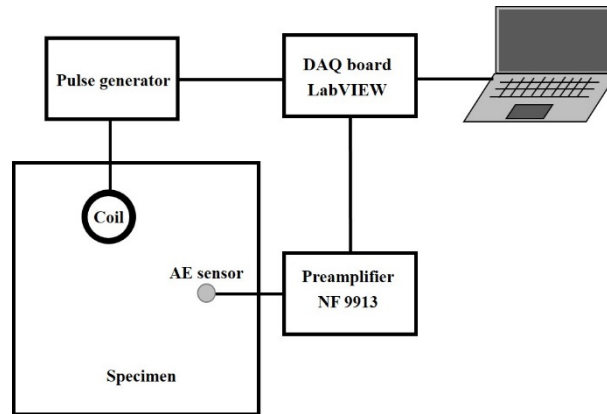 Pulse generator
DAQ board
LabVIEW
Coil
AE sensor
Preamplifier
NF 9913
Specimen